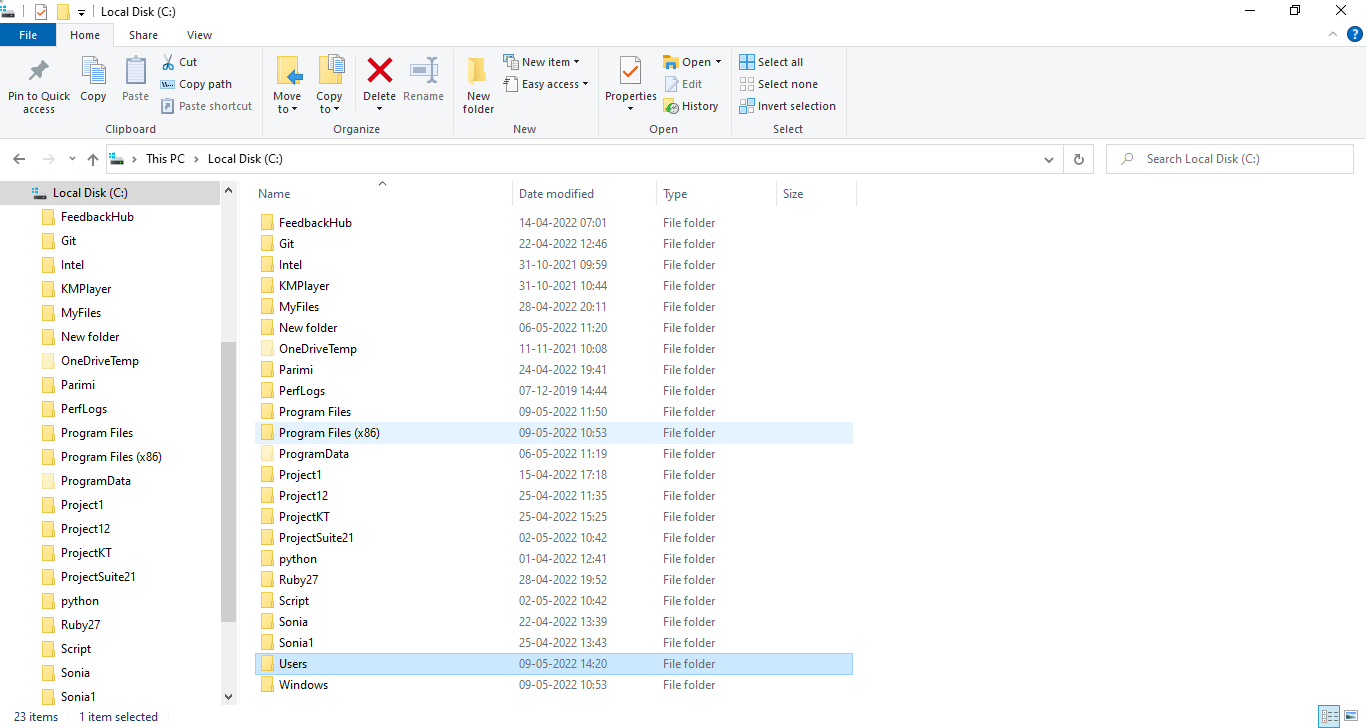 Local Disk (C:)
File Home Share View
Pin to Quick access
Copy
Paste
Cut
Copy path
Paste shortcut
Clipboard
Move to
Copy to
Delete
Rename
Organize
New folder
New item
Easy access
New
Properties
Open
Edit
History
Open
Select all
Select none
Invert selection
Select
This PC Local Disk (C:)
Search Local Disk (C:)
Local Disk (C:)
FeedbackHub
Git
Intel
KMPlayer
MyFiles
New folder
OneDriveTemp
Parimi
PerfLogs
Program Files
Program Files (x86)
ProgramData
Project1
Project12
ProjectKT
ProjectSuite21
python
Ruby27
Script
Sonia
Sonia1
Name Date modified Type Size
FeedbackHub 14-04-2022 07:01 File folder
Git 22-04-2022 12:46 File folder
Intel 31-10-2021 09:59 File folder
KMPlayer 31-10-2021 10:44 File folder
MyFiles 28-04-2022 20:11 File folder
New folder 06-05-2022 11:20 File folder
OneDriveTemp 11-11-2021 10:08 File folder
Parimi 24-04-2022 19:41 File folder
PerfLogs 07-12-2019 14:44 File folder
Program Files 09-05-2022 11:50 File folder
Program Files (x86) 09-05-2022 10:53 File folder
ProgramData 06-05-2022 11:19 File folder
Project1 15-04-2022 17:18 File folder
Project12 25-04-2022 11:35 File folder
ProjectKT 25-04-2022 15:25 File folder
ProjectSuite21 02-05-2022 10:42 File folder
python 01-04-2022 12:41 File folder
Ruby27 28-04-2022 19:52 File folder
Script 02-05-2022 10:42 File folder
Sonia 22-04-2022 13:39 File folder
Sonia1 25-04-2022 13:43 File folder
Users 09-05-2022 14:20 File folder
Windows 09-05-2022 10:53 File folder
23 items 1 item selected